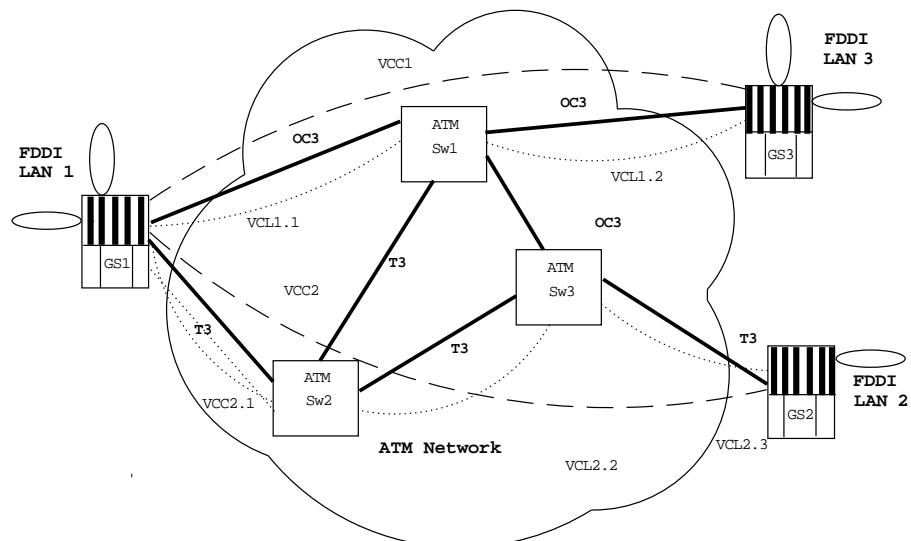 FDDI
LAN 3
VCC1
OC3
ATM
Sw1
OC3
FDDI
LAN 1
GS3
VCL1.2
VCL1.1
OC3
GS1
T3
ATM
Sw3
VCC2
T3
T3
T3
ATM
Sw2
FDDI
LAN 2
VCC2.1
GS2
ATM Network
VCL2.3
VCL2.2